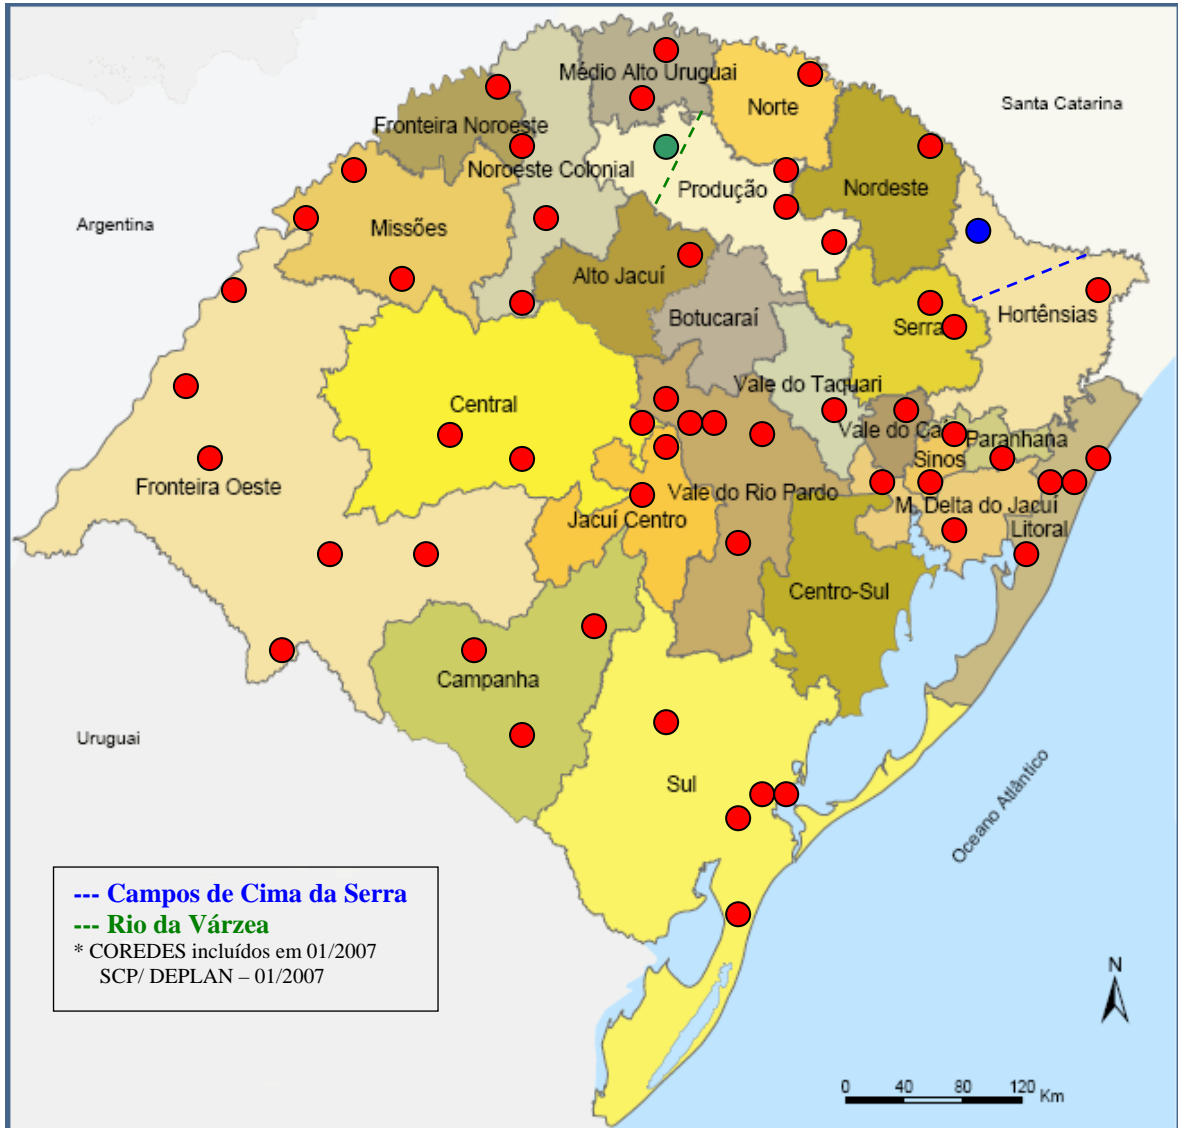 Médio Alto Uruguai
Norte
Santa Catarina
Fronteira Noroeste
Noroeste Colonial
Produção
Nordeste
Argentina
Missões
Alto Jacuí
Botucaraí
Serra
Hortênsias
Vale do Taquari
Central
Vale do Caí
Paranhana
Sinos
Fronteira Oeste
Vale do Rio Pardo
M. Delta do Jacuí
Jacuí Centro
Litoral
Centro-Sul
Campanha
Uruguai
Sul
Oceano Atlântico
--- Campos de Cima da Serra
--- Rio da Várzea
* COREDES incluídos em 01/2007
SCP/ DEPLAN – 01/2007
N
0 40 80 120 Km